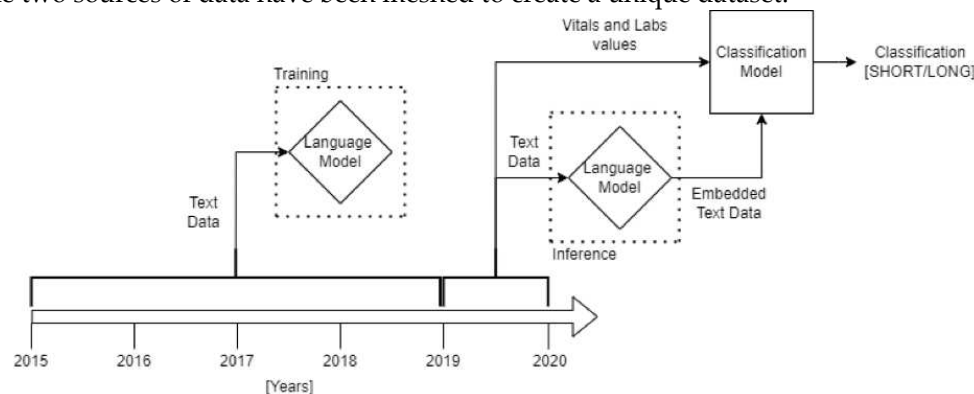 The two sources of data have been meshed to create a unique dataset.
Vitals and Labs
values
Classification
Model
Classification
[SHORT/LONG]
Training
Language
Model
Text
Data
Text
Data
Language
Model
Embedded
Text Data
Inference
2015 2016 2017 2018 2019 2020
[Years]